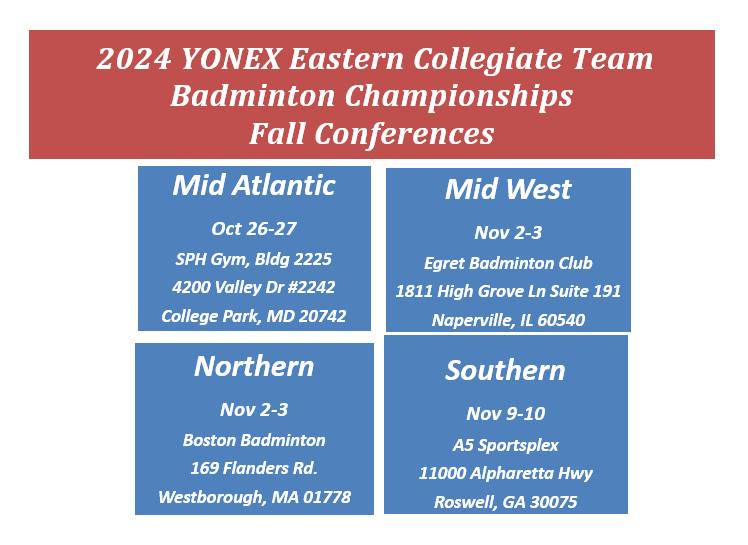 2024 YONEX Eastern Collegiate Team
Badminton Championships
Fall Conferences
Mid Atlantic
Oct 26-27
SPH Gym, Bldg 2225
4200 Valley Dr #2242
College Park, MD 20742
Mid West
Nov 2-3
Egret Badminton Club
1811 High Grove Ln Suite 191
Naperville, IL 60540
Northern
Nov 2-3
Boston Badminton
169 Flanders Rd.
Westborough, MA 01778
Southern
Nov 9-10
A5 Sportsplex
11000 Alpharetta Hwy
Roswell, GA 30075